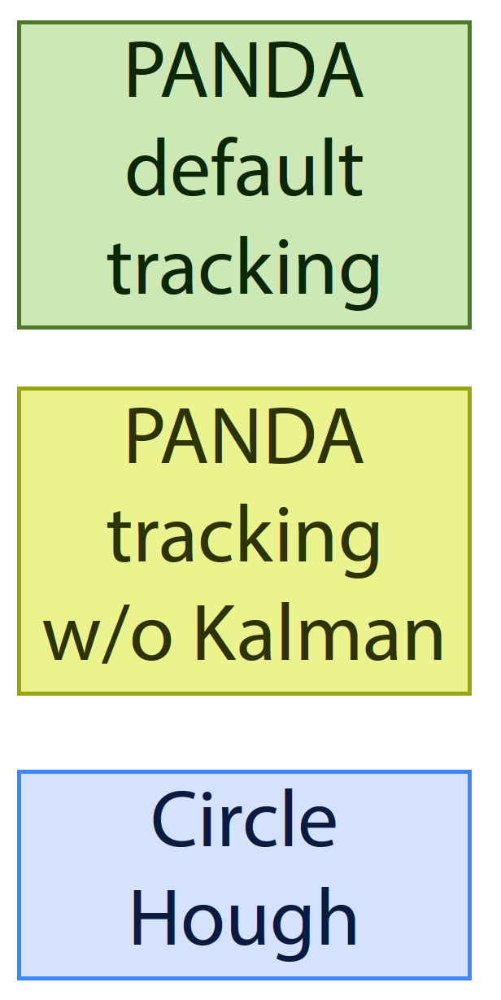 PANDA
default
tracking
PANDA
tracking
w/o Kalman
Circle
Hough